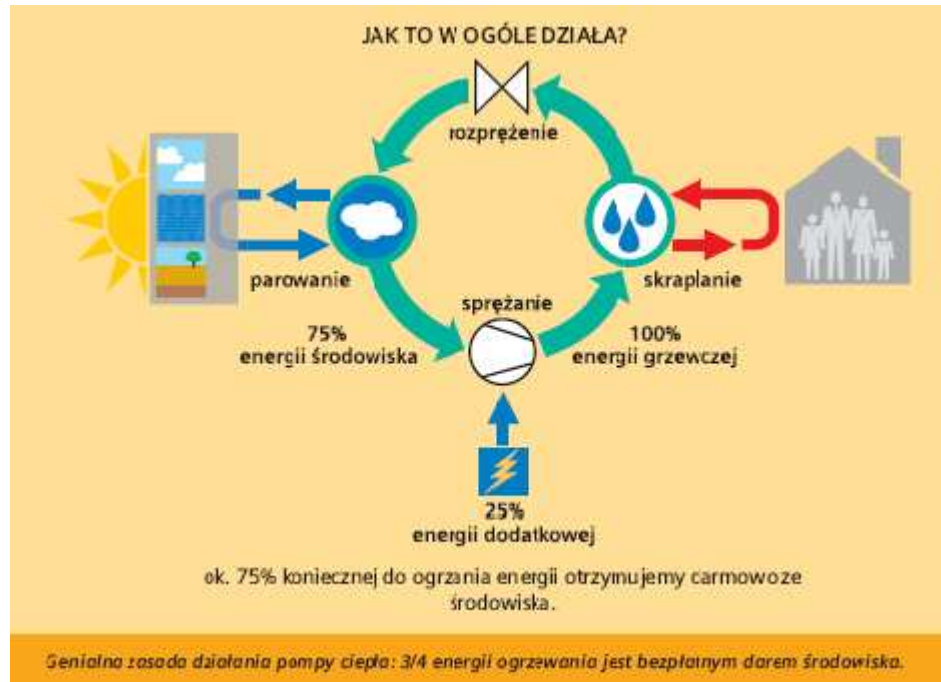 JAK TO W OGÓLE DZIAŁA?
rozprężenie
parowanie
skraplanie
sprężanie
75%
energii środowiska
100%
energii grzewczej
25%
energii dodatkowej
ok. 75% koniecznej do ogrzania energii otrzymujemy carmowo ze
środowiska.
Genialna zasada działania pompy ciepła: 3/4 energii ogrzewania jest bezpłatnym darem środowiska.